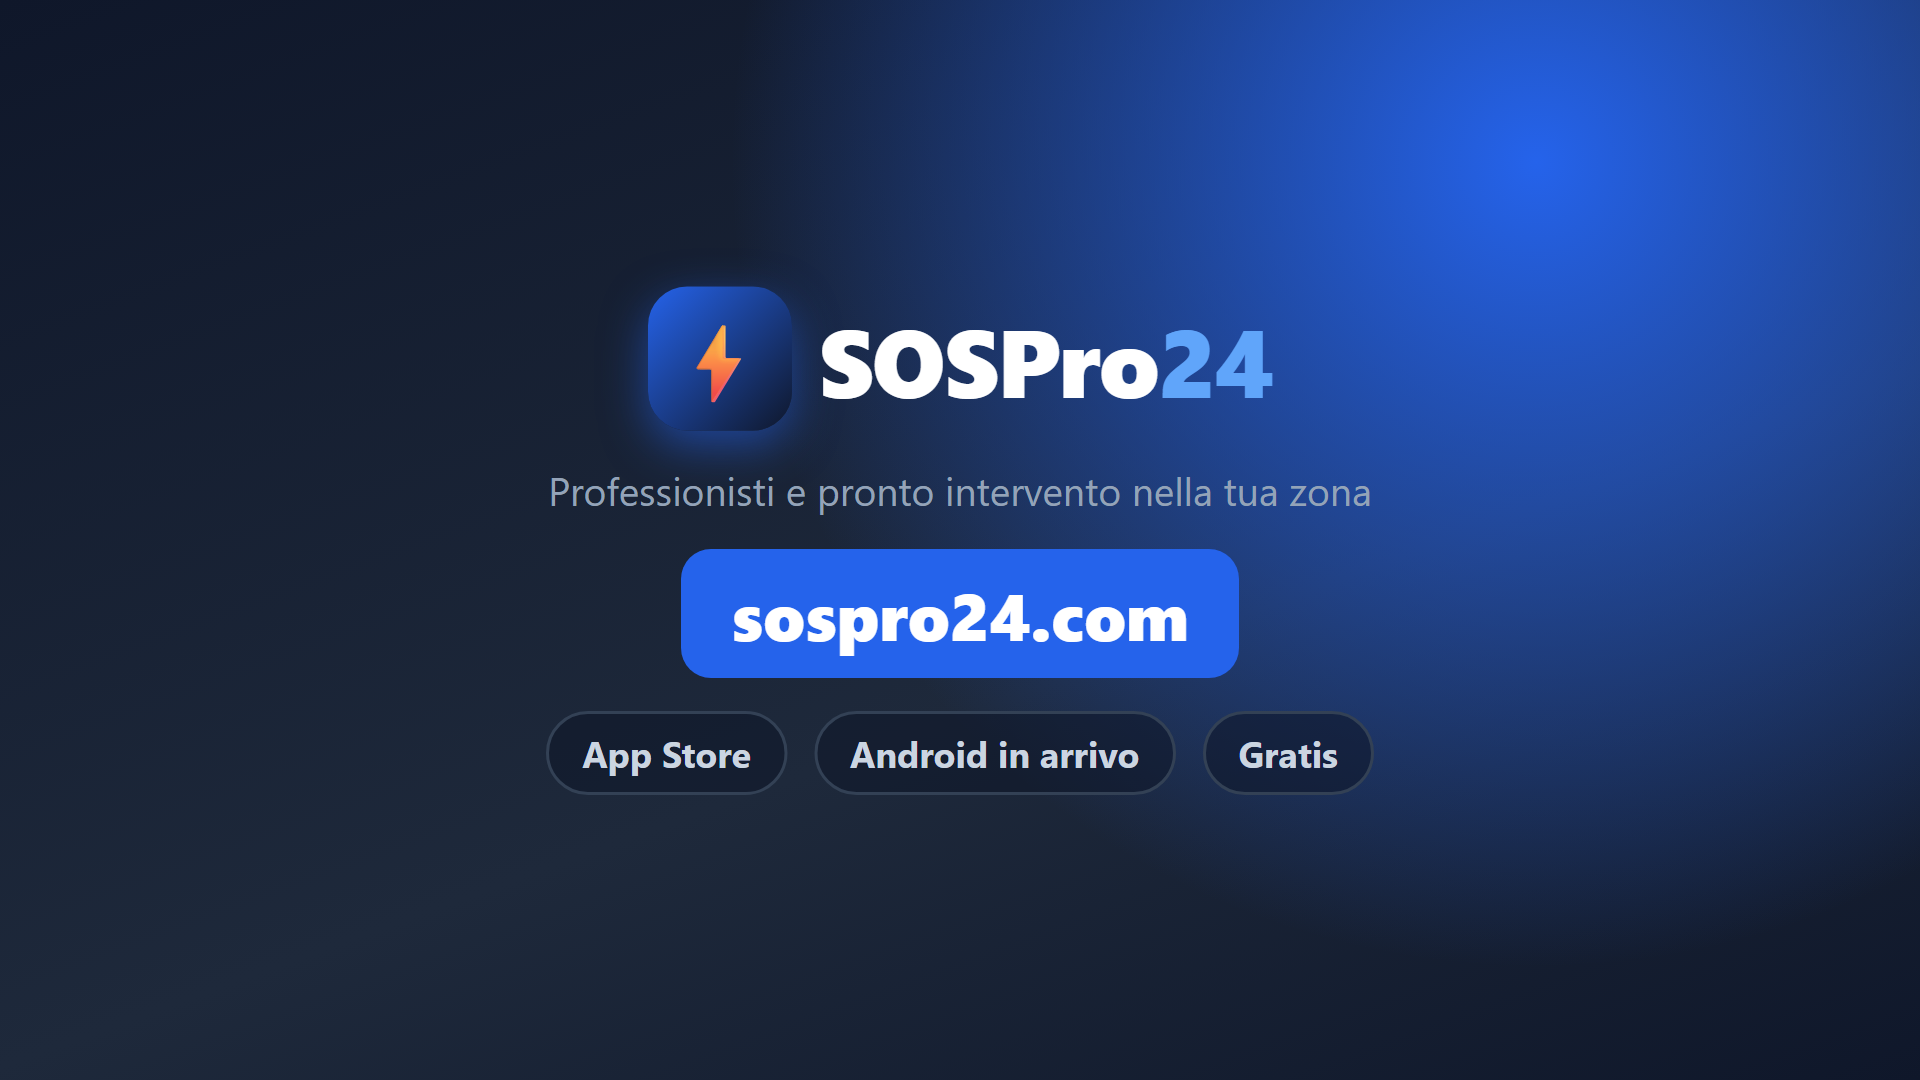 SOSPro24
Professionisti e pronto intervento nella tua zona
sospro24.com
App Store
Android in arrivo
Gratis